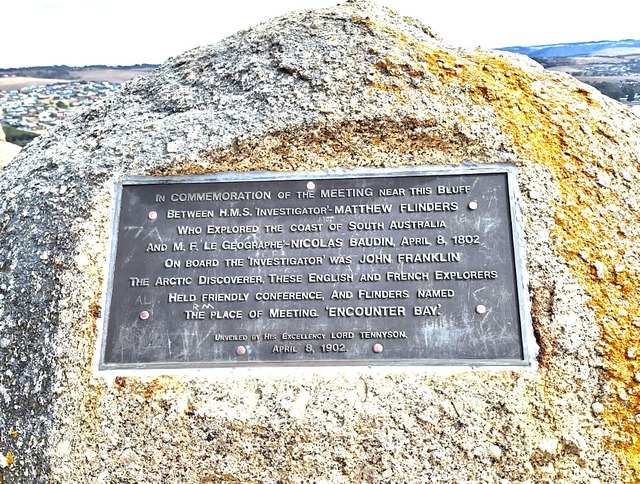 IN COMMEMORATION OF THE MEETING NEAR THIS BLUFF
BETWEEN H.M.S. 'INVESTIGATOR'-MATTHEW FLINDERS
WHO EXPLORED THE COAST OF SOUTH AUSTRALIA
AND M. F. 'LE GEOGRAPHE'-NICOLAS BAUDIN, APRIL, 8, 1802
ON BOARD THE 'INVESTIGATOR' WAS JOHN FRANKLIN
THE ARCTIC DISCOVERER, THESE ENGLISH AND FRENCH EXPLORERS
HELD FRIENDLY CONFERENCE, AND FLINDERS NAMED
THE PLACE OF MEETING. 'ENCOUNTER BAY.'
UNVEILED BY HIS EXCELLENCY LORD TENNYSON.
APRIL 8, 1902.